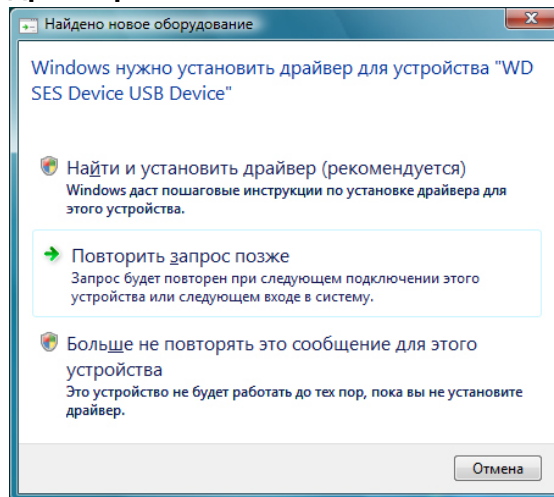 Найдено новое оборудование
Windows нужно установить драйвер для устройства "WD
SES Device USB Device"
Найти и установить драйвер (рекомендуется)
Windows даст пошаговые инструкции по установке драйвера для
этого устройства.
Повторить запрос позже
Запрос будет повторен при следующем подключении этого
устройства или следующем входе в систему.
Больше не повторять это сообщение для этого
устройства
Это устройство не будет работать до тех пор, пока вы не установите
драйвер.
Отмена